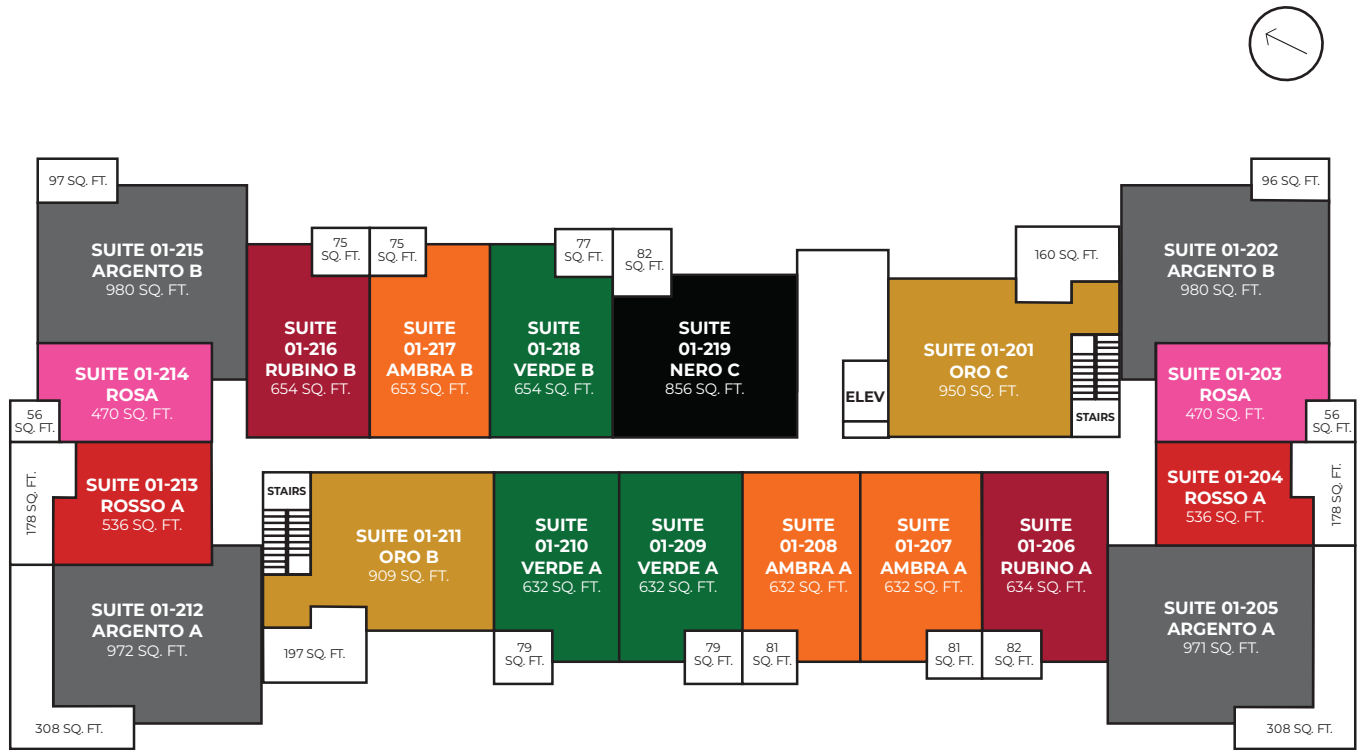 97 SQ. FT.
96 SQ. FT.
SUITE 01-215
ARGENTO B
980 SQ. FT.
75
SQ. FT.
75
SQ. FT.
77
SQ. FT.
82
SQ. FT.
160 SQ. FT.
SUITE 01-202
ARGENTO B
980 SQ. FT.
SUITE
01-216
RUBINO B
654 SQ. FT.
SUITE
01-217
AMBRA B
653 SQ. FT.
SUITE
01-218
VERDE B
654 SQ. FT.
SUITE
01-219
NERO C
856 SQ. FT.
ELEV
SUITE 01-201
ORO C
950 SQ. FT.
STAIRS
SUITE 01-214
ROSA
470 SQ. FT.
SUITE 01-203
ROSA
470 SQ. FT.
56
SQ. FT.
56
SQ. FT.
178 SQ. FT.
SUITE 01-213
ROSSO A
536 SQ. FT.
STAIRS
SUITE 01-211
ORO B
909 SQ. FT.
SUITE
01-210
VERDE A
632 SQ. FT.
SUITE
01-209
VERDE A
632 SQ. FT.
SUITE
01-208
AMBRA A
632 SQ. FT.
SUITE
01-207
AMBRA A
632 SQ. FT.
SUITE
01-206
RUBINO A
634 SQ. FT.
SUITE 01-204
ROSSO A
536 SQ. FT.
178 SQ. FT.
SUITE 01-212
ARGENTO A
972 SQ. FT.
197 SQ. FT.
79
SQ. FT.
79
SQ. FT.
81
SQ. FT.
81
SQ. FT.
82
SQ. FT.
SUITE 01-205
ARGENTO A
971 SQ. FT.
308 SQ. FT.
308 SQ. FT.